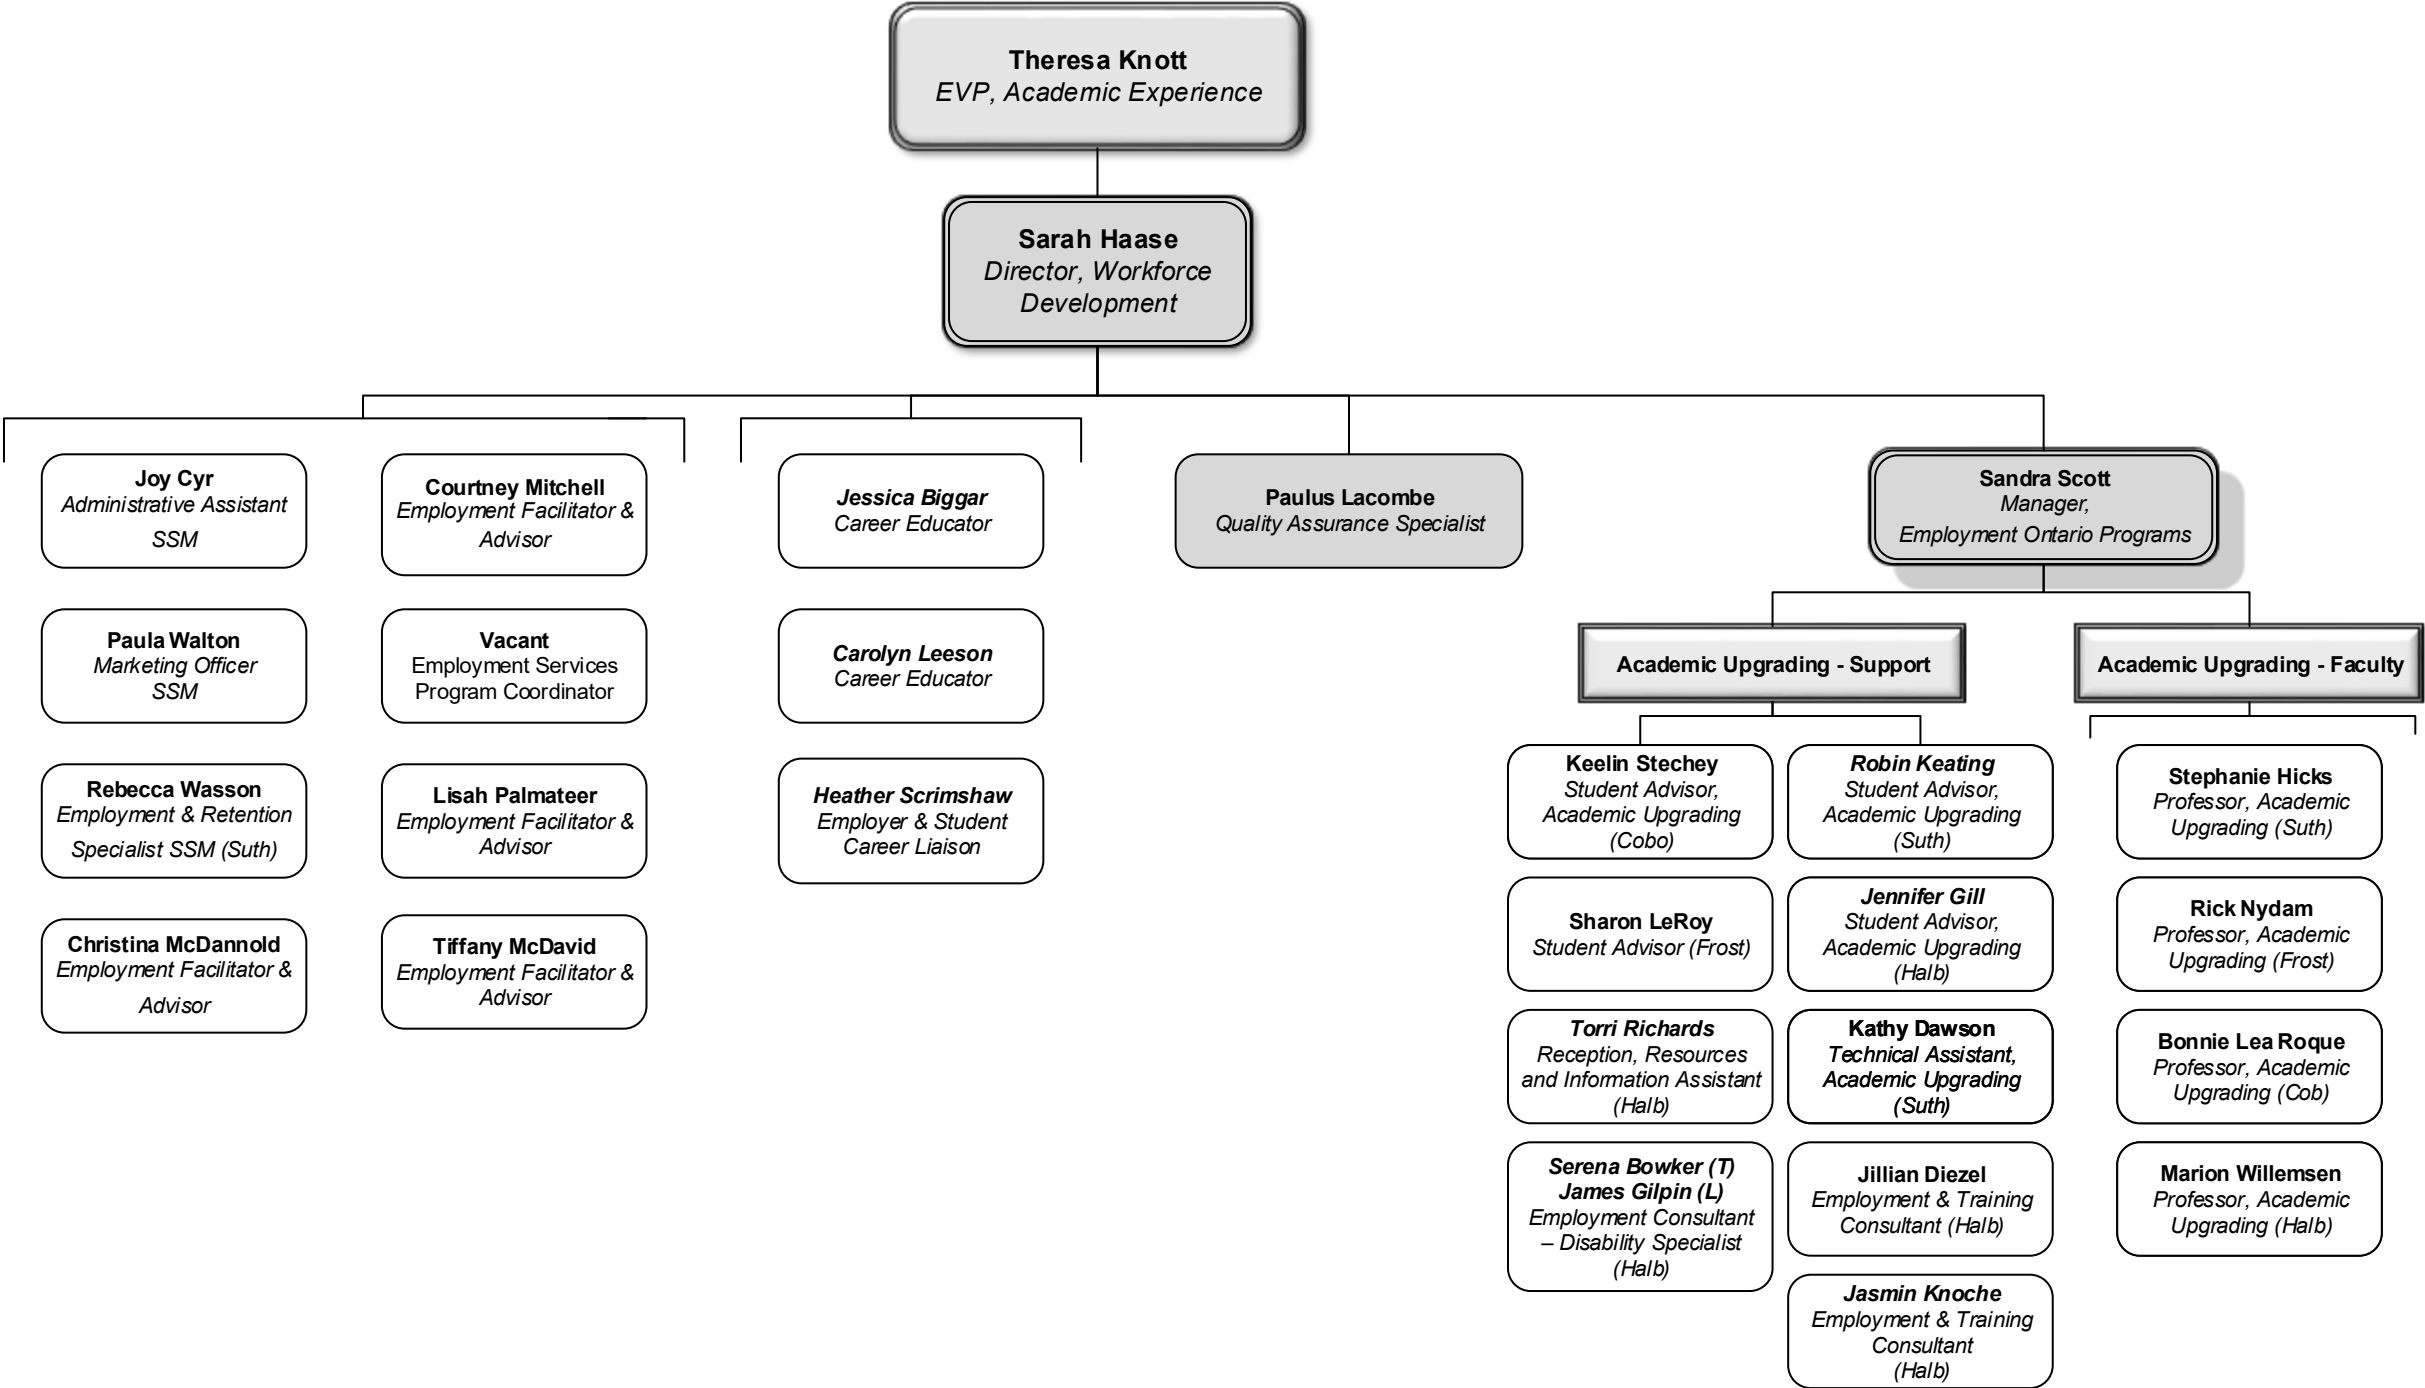 Theresa Knott
EVP, Academic Experience
Sarah Haase
Director, Workforce
Development
Joy Cyr
Administrative Assistant
SSM
Paula Walton
Marketing Officer
SSM
Rebecca Wasson
Employment & Retention
Specialist SSM (Suth)
Christina McDannold
Employment Facilitator &
Advisor
Courtney Mitchell
Employment Facilitator &
Advisor
Vacant
Employment Services
Program Coordinator
Lisah Palmateer
Employment Facilitator &
Advisor
Tiffany McDavid
Employment Facilitator &
Advisor
Jessica Biggar
Career Educator
Carolyn Leeson
Career Educator
Heather Scrimshaw
Employer & Student
Career Liaison
Paulus Lacombe
Quality Assurance Specialist
Sandra Scott
Manager,
Employment Ontario Programs
Academic Upgrading - Support
Keelin Stechey
Student Advisor,
Academic Upgrading
(Cobo)
Sharon LeRoy
Student Advisor (Frost)
Torri Richards
Reception, Resources
and Information Assistant
(Halb)
Serena Bowker (T)
James Gilpin (L)
Employment Consultant
– Disability Specialist
(Halb)
Robin Keating
Student Advisor,
Academic Upgrading
(Suth)
Jennifer Gill
Student Advisor,
Academic Upgrading
(Halb)
Kathy Dawson
Technical Assistant,
Academic Upgrading
(Suth)
Jillian Diezel
Employment & Training
Consultant (Halb)
Jasmin Knoche
Employment & Training
Consultant
(Halb)
Academic Upgrading - Faculty
Stephanie Hicks
Professor, Academic
Upgrading (Suth)
Rick Nydam
Professor, Academic
Upgrading (Frost)
Bonnie Lea Roque
Professor, Academic
Upgrading (Cob)
Marion Willemsen
Professor, Academic
Upgrading (Halb)